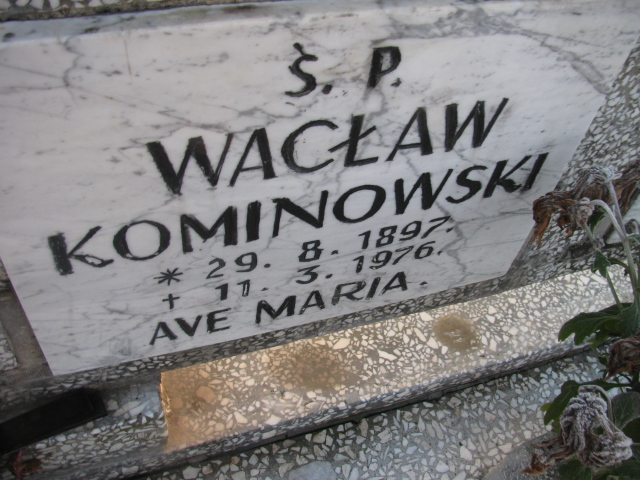 Ś. P.
WACŁAW
KOMINOWSKI
* 29. 8. 1897.
+ 11. 3. 1976.
AVE MARIA.